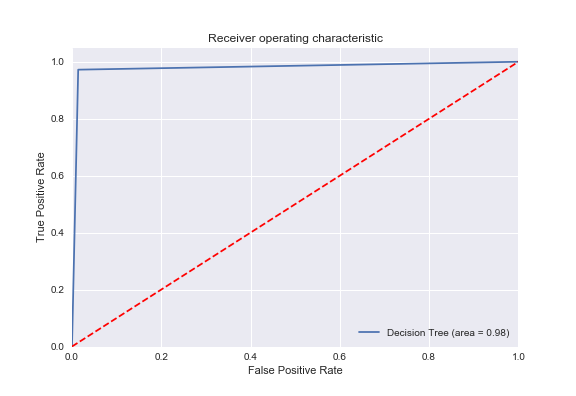 Receiver operating characteristic
True Positive Rate
1.0
0.8
0.6
0.4
0.2
0.0
Decision Tree (area = 0.98)
0.0 0.2 0.4 0.6 0.8 1.0
False Positive Rate